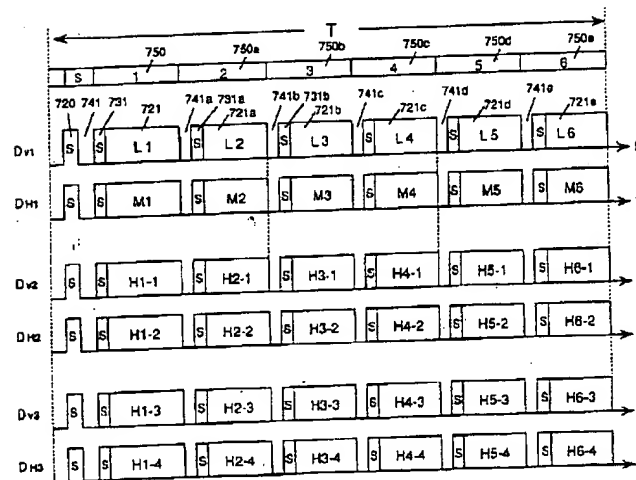 T
750 750a 750b 750c 750d 750e
S 1 2 3 4 5 6
720 741 731 721 741a 731a 721a 741b 731b 721b 741c 721c 741d 721d 741e 721e
Dv1 S S L1 S L2 S L3 S L4 S L5 S L6
DH1 S S M1 S M2 S M3 S M4 S M5 S M6
Dv2 S S H1-1 S H2-1 S H3-1 S H4-1 S H5-1 S H6-1
DH2 S S H1-2 S H2-2 S H3-2 S H4-2 S H5-2 S H6-2
Dv3 S S H1-3 S H2-3 S H3-3 S H4-3 S H5-3 S H6-3
DH3 S S H1-4 S H2-4 S H3-4 S H4-4 S H5-4 S H6-4